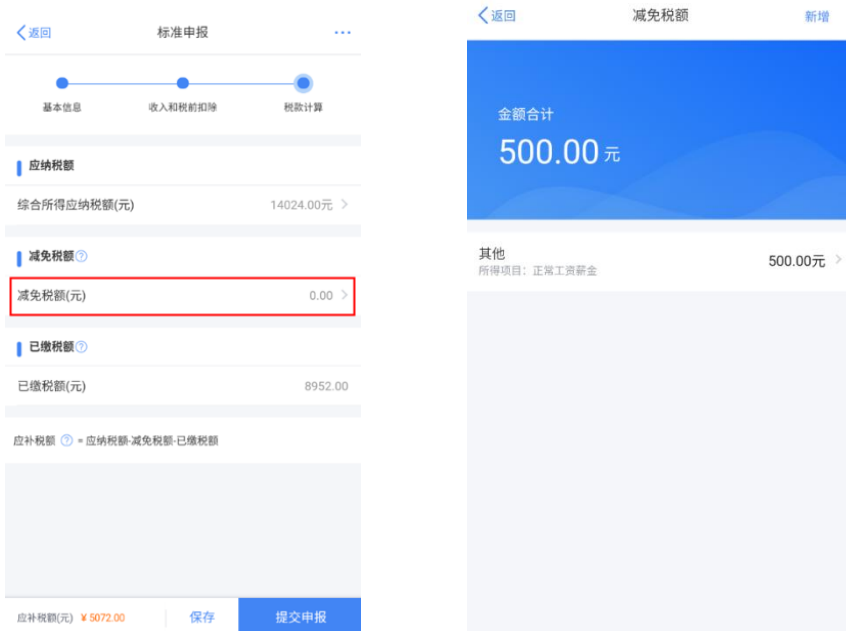 返回 标准申报 ...
基本信息 收入和税前扣除 税款计算
应纳税额
综合所得应纳税额(元) 14024.00元
减免税额?
减免税额(元) 0.00
已缴税额?
已缴税额(元) 8952.00
应补税额 ? = 应纳税额-减免税额-已缴税额
应补税额(元) ¥5072.00 保存 提交申报
返回 减免税额 新增
金额合计
500.00 元
其他 500.00元
所得项目：正常工资薪金